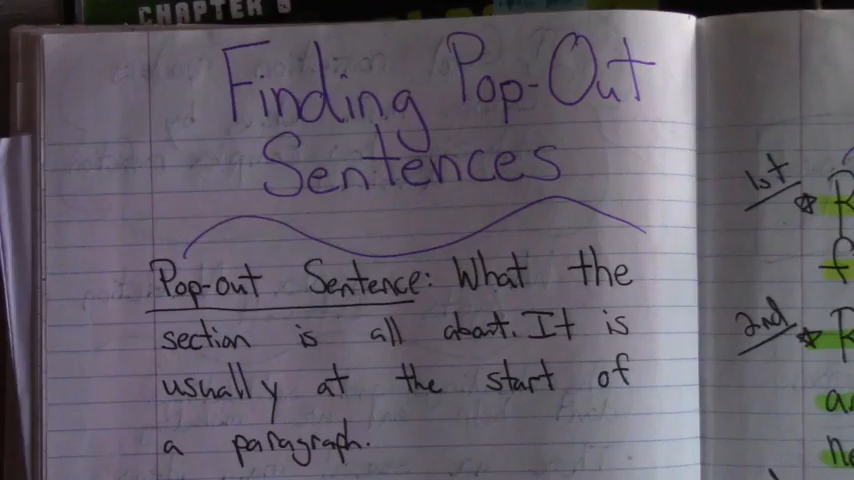 CHAPTER
Finding Pop-Out
Sentences
Pop-out Sentence: What the
section is all about. It is
usually at the start of
a paragraph.
1st
2nd